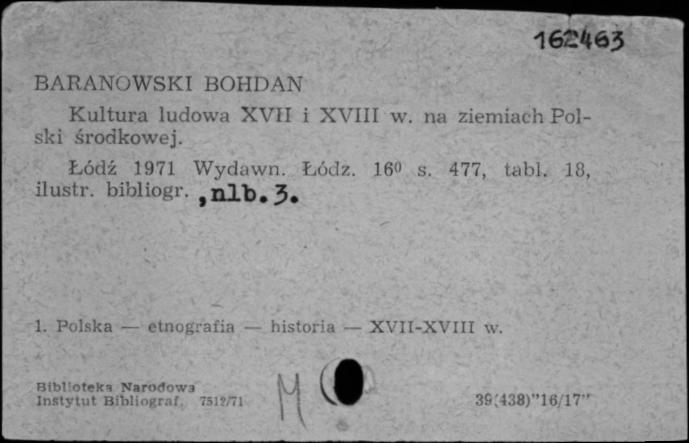 162463
BARANOWSKI BOHDAN
Kultura ludowa XVII i XVIII w. na ziemiach Pol-
ski środkowej.
Łódź 1971 Wydawn. Łódz. 16⁰ s. 477, tabl. 18,
ilustr. bibliogr. , nlb. 3.
1. Polska — etnografia — historia — XVII-XVIII w.
Biblioteka Narodowa
Instytut Bibliograf. 7512/71
M
39(438)"16/17"